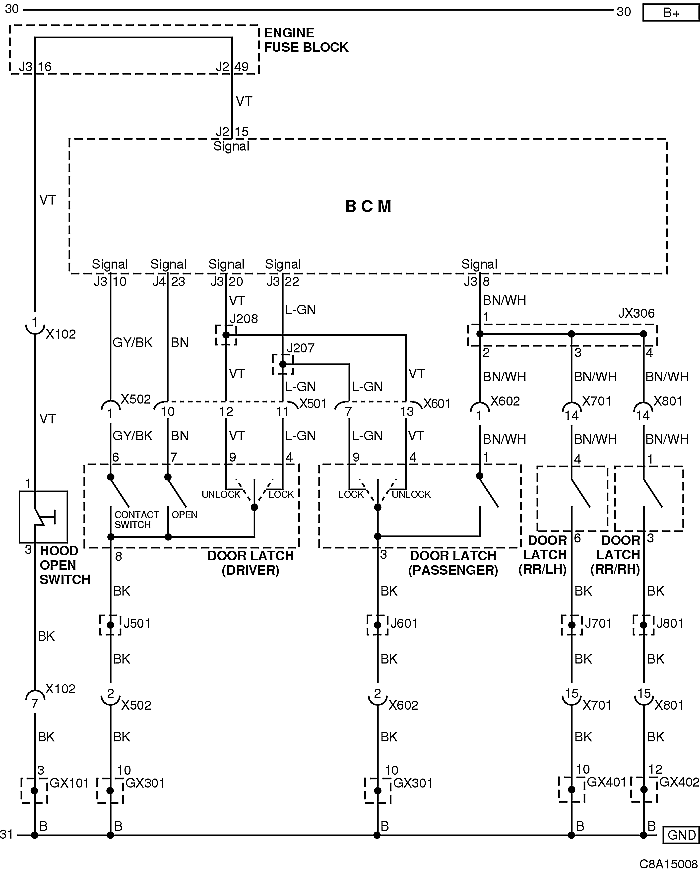 30 30 B+
ENGINE
FUSE BLOCK
J3 16 J2 49
VT
J2 15
Signal
BCM
VT
Signal Signal Signal Signal Signal
J3 10 J4 23 J3 20 J3 22 J3 8
VT L-GN BN/WH
1 J208 1 JX306
X102
GY/BK BN J207 2 3 4
VT L-GN L-GN VT BN/WH BN/WH BN/WH
X502 X501 X601 X602 X701 X801
1 10 12 11 7 13 1 14 14
VT GY/BK BN VT L-GN L-GN VT BN/WH BN/WH BN/WH
6 7 9 4 9 4 1 4 1
1
UNLOCK LOCK LOCK UNLOCK
CONTACT
SWITCH
OPEN
3 HOOD
OPEN
SWITCH
8 DOOR LATCH
(DRIVER)
3 DOOR LATCH
(PASSENGER)
DOOR
LATCH
(RR/LH)
6
DOOR
LATCH
(RR/RH)
3
BK BK BK BK
J501 J601 J701 J801
BK BK BK BK BK
X102 7 2 X502 2 X602 15 X701 15 X801
BK BK BK BK BK
3 10 10 10 12
GX101 GX301 GX301 GX401 GX402
31 B B B B B GND
C8A15008